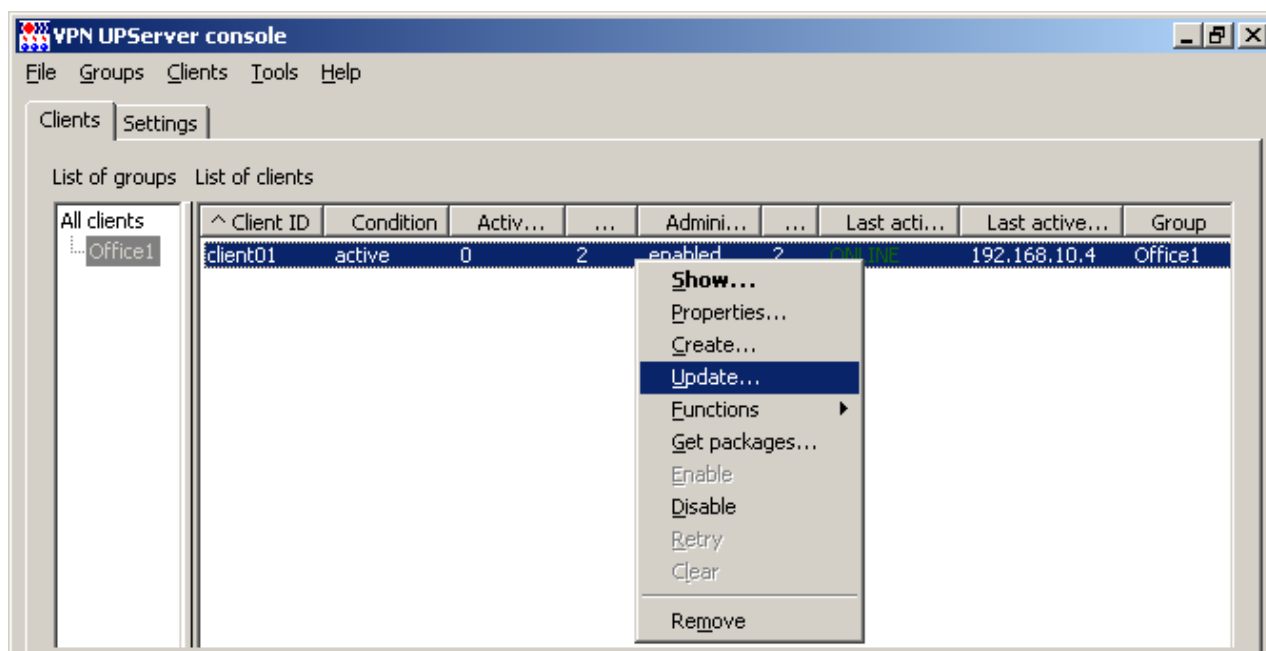 VPN UPServer console
File Groups Clients Tools Help
Clients Settings
List of groups List of clients
All clients ^ Client ID Condition Activ... ... Admini... ... Last acti... Last active... Group
Office1 client01 active 0 2 enabled 2 ONLINE 192.168.10.4 Office1
Show...
Properties...
Create...
Update...
Functions
Get packages...
Enable
Disable
Retry
Clear
Remove